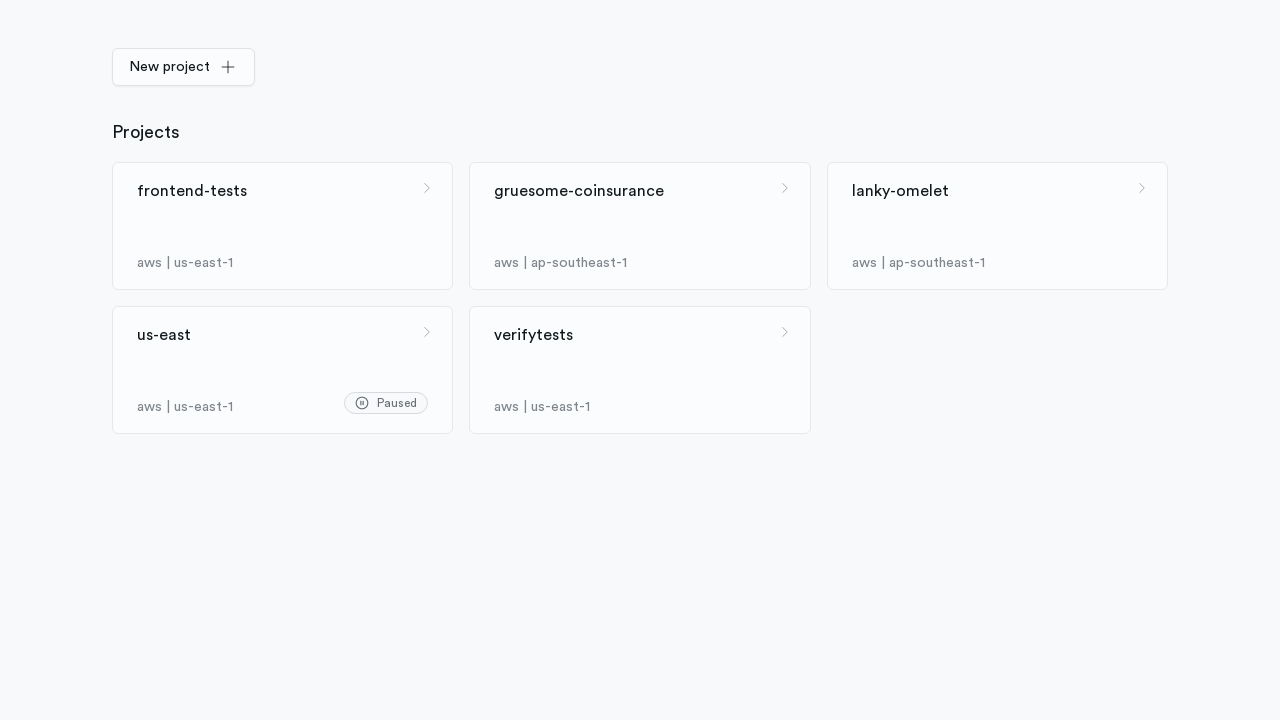 New project
Projects
frontend-tests
aws | us-east-1
gruesome-coinsurance
aws | ap-southeast-1
lanky-omelet
aws | ap-southeast-1
us-east
aws | us-east-1
Paused
verifytests
aws | us-east-1